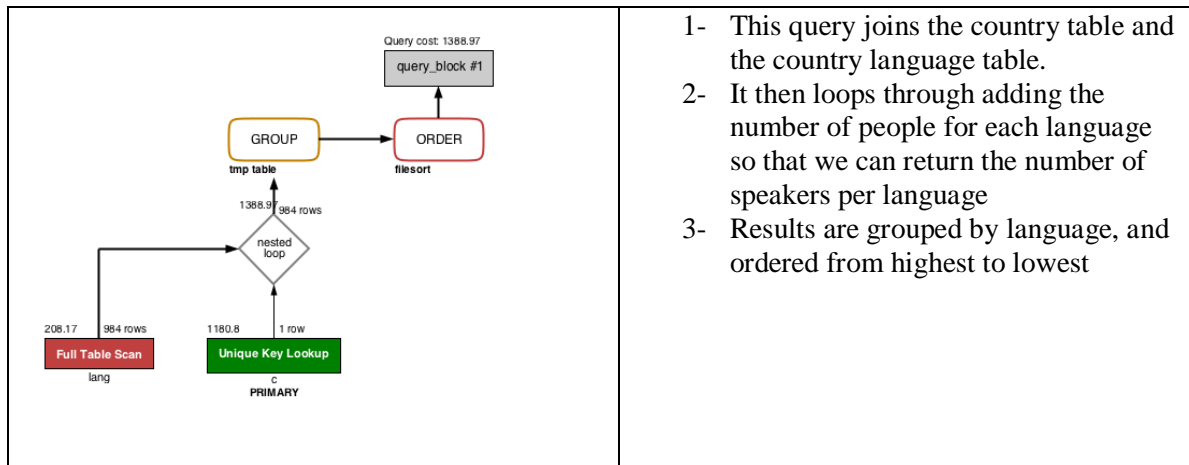 Query cost: 1388.97
query_block #1
GROUP
ORDER
tmp table
filesort
1388.97
984 rows
nested
loop
208.17
984 rows
1180.8
1 row
Full Table Scan
Unique Key Lookup
lang
c
PRIMARY
1- This query joins the country table and
the country language table.
2- It then loops through adding the
number of people for each language
so that we can return the number of
speakers per language
3- Results are grouped by language, and
ordered from highest to lowest